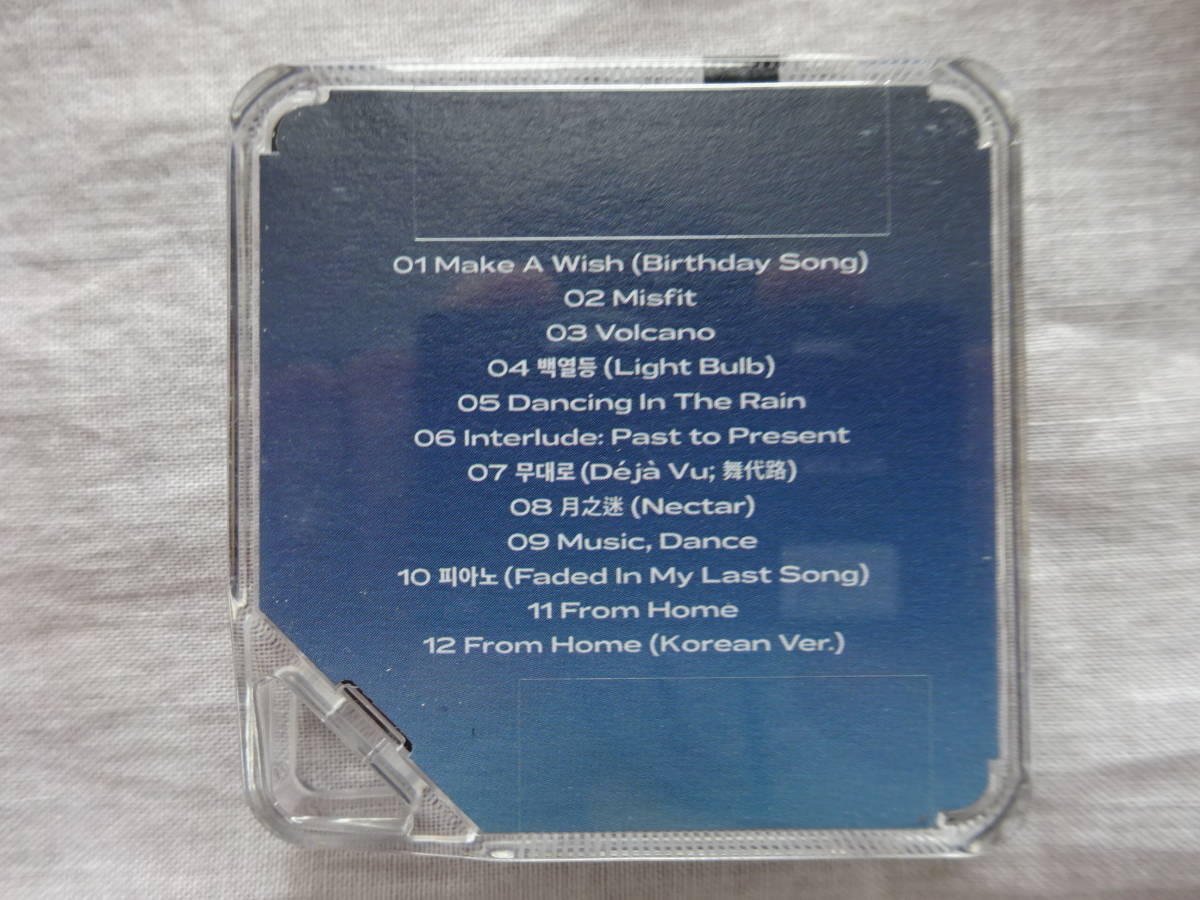 01 Make A Wish (Birthday Song)
02 Misfit
03 Volcano
04 백열등 (Light Bulb)
05 Dancing In The Rain
06 Interlude: Past to Present
07 무대로 (Déjà Vu; 舞代路)
08 月之迷 (Nectar)
09 Music, Dance
10 피아노 (Faded In My Last Song)
11 From Home
12 From Home (Korean Ver.)